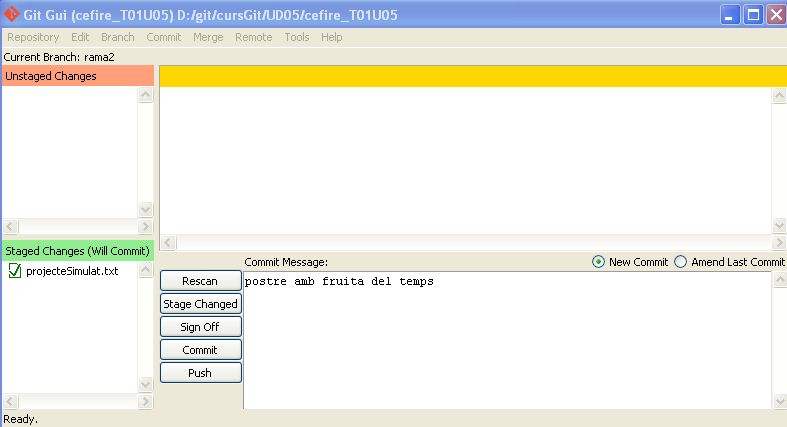 Git Gui (cefire_T01U05) D:/git/cursGit/UD05/cefire_T01U05
Repository Edit Branch Commit Merge Remote Tools Help
Current Branch: rama2
Unstaged Changes
Staged Changes (Will Commit)
projecteSimulat.txt
Commit Message:
New Commit
Amend Last Commit
Rescan
Stage Changed
Sign Off
Commit
Push
postre amb fruita del temps
Ready.